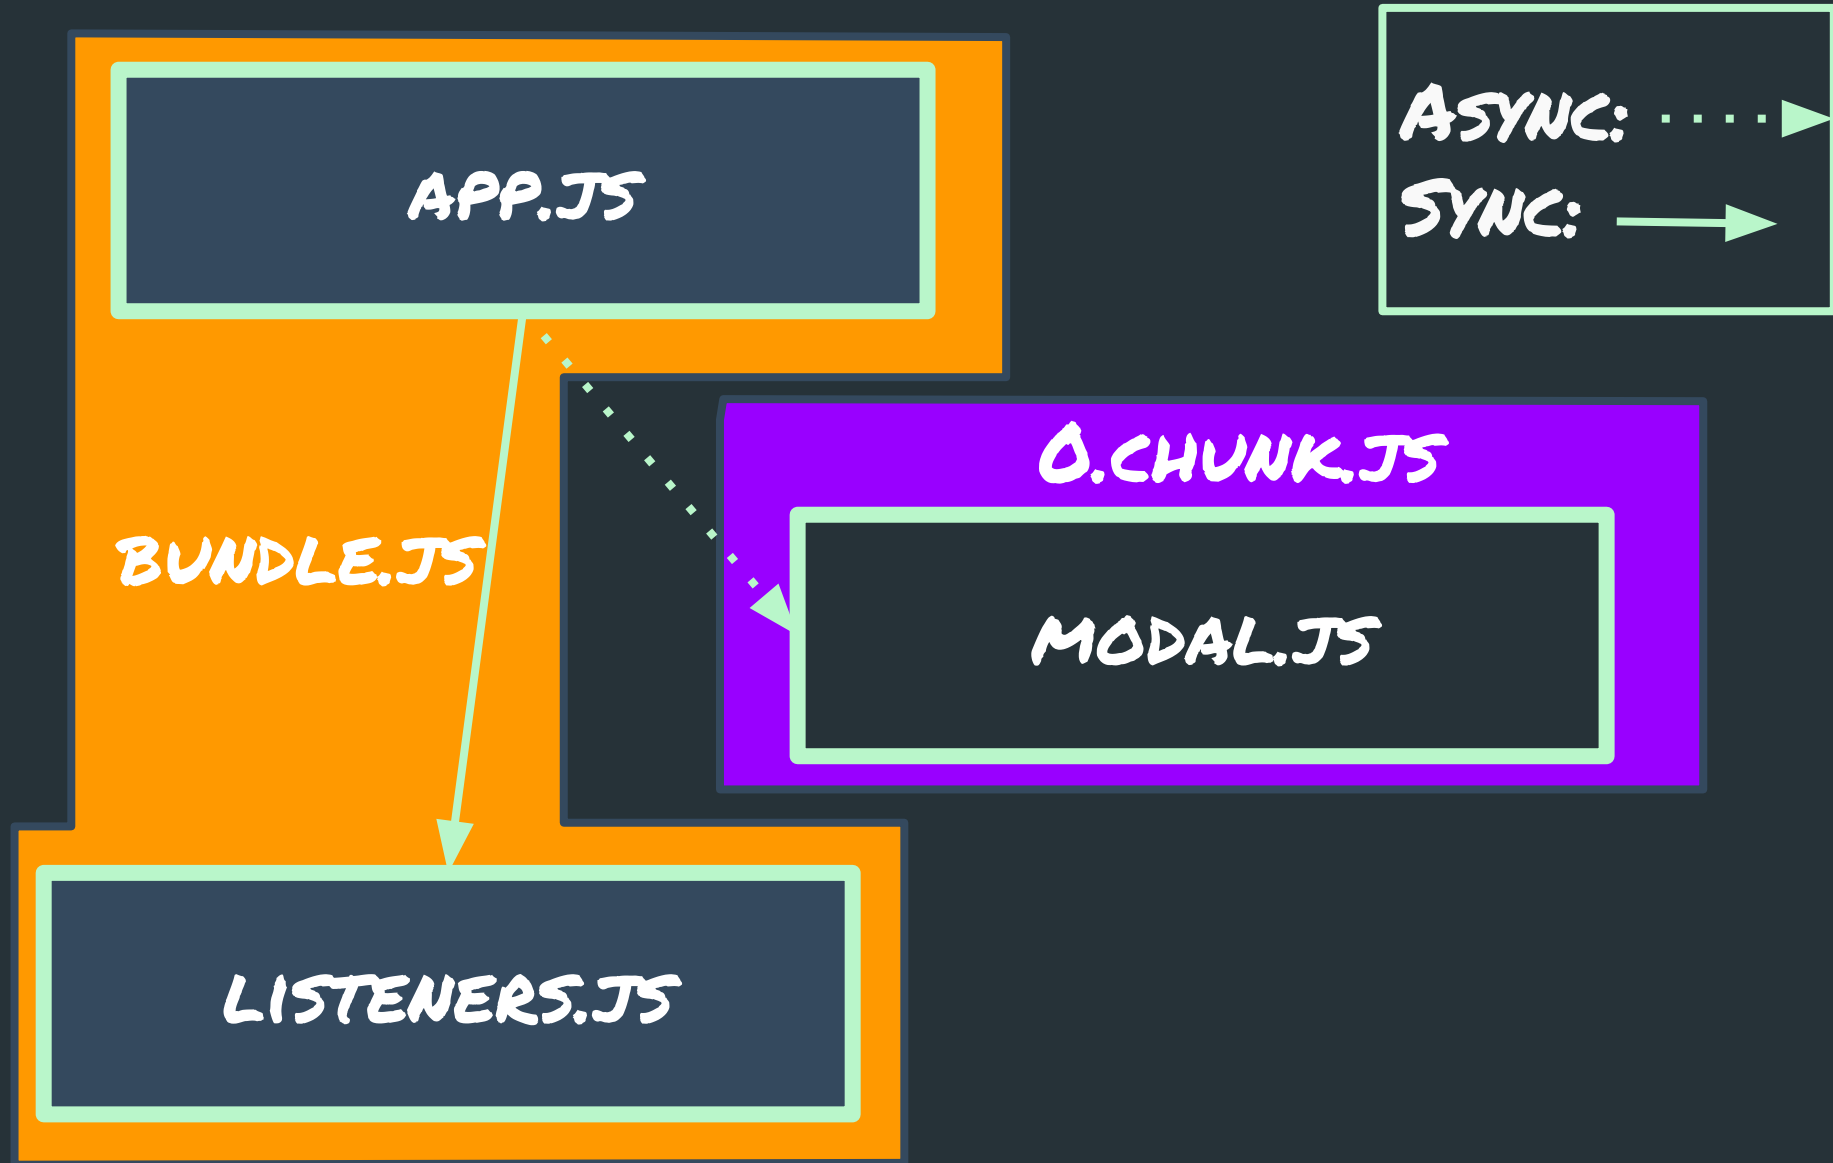 APP.JS
ASYNC:
SYNC:
0.CHUNK.JS
BUNDLE.JS
MODAL.JS
LISTENERS.JS